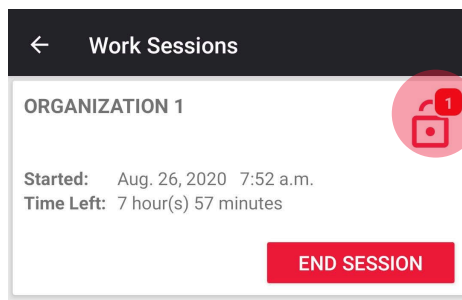 Work Sessions
ORGANIZATION 1
1
Started: Aug. 26, 2020 7:52 a.m.
Time Left: 7 hour(s) 57 minutes
END SESSION